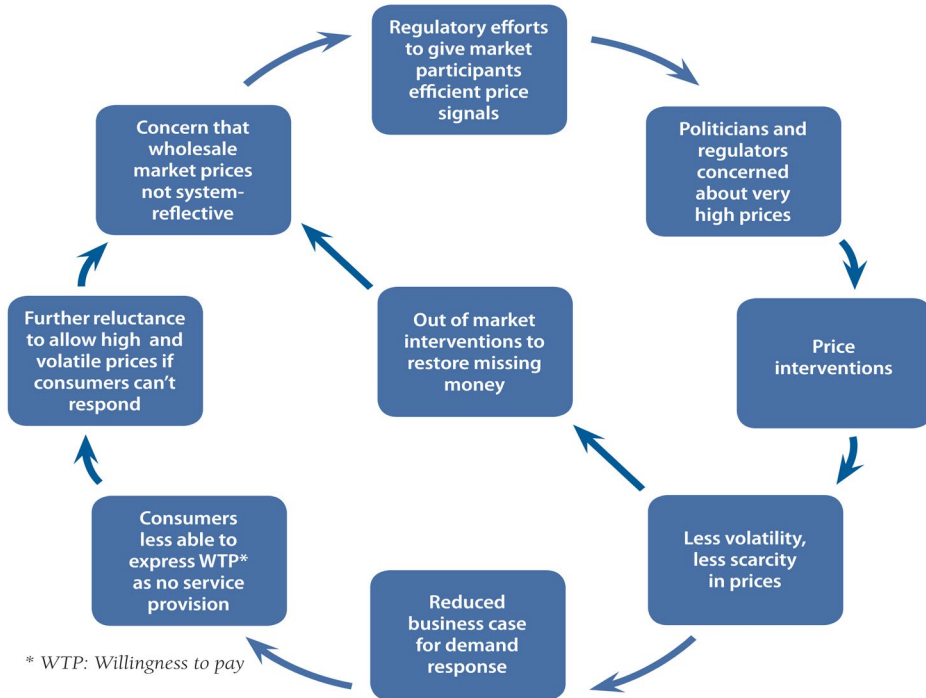 Regulatory efforts
to give market
participants
efficient price
signals
Politicians and
regulators
concerned
about very
high prices
Price
interventions
Less volatility,
less scarcity
in prices
Reduced
business case
for demand
response
Consumers
less able to
express WTP*
as no service
provision
Further reluctance
to allow high and
volatile prices if
consumers can’t
respond
Concern that
wholesale
market prices
not system-
reflective
Out of market
interventions to
restore missing
money
* WTP: Willingness to pay